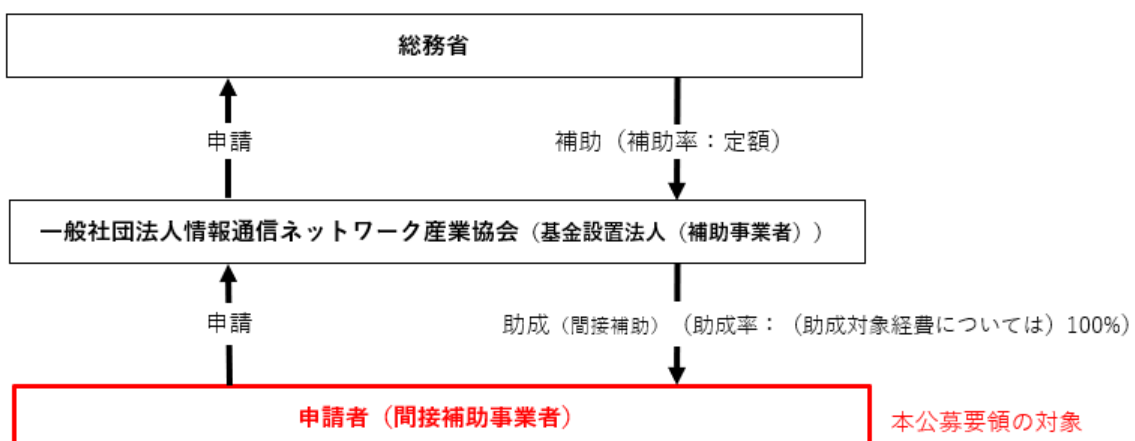 総務省
申請
補助（補助率：定額）
一般社団法人情報通信ネットワーク産業協会（基金設置法人（補助事業者））
申請
助成（間接補助）（助成率：（助成対象経費については）100%）
申請者（間接補助事業者）
本公募要領の対象